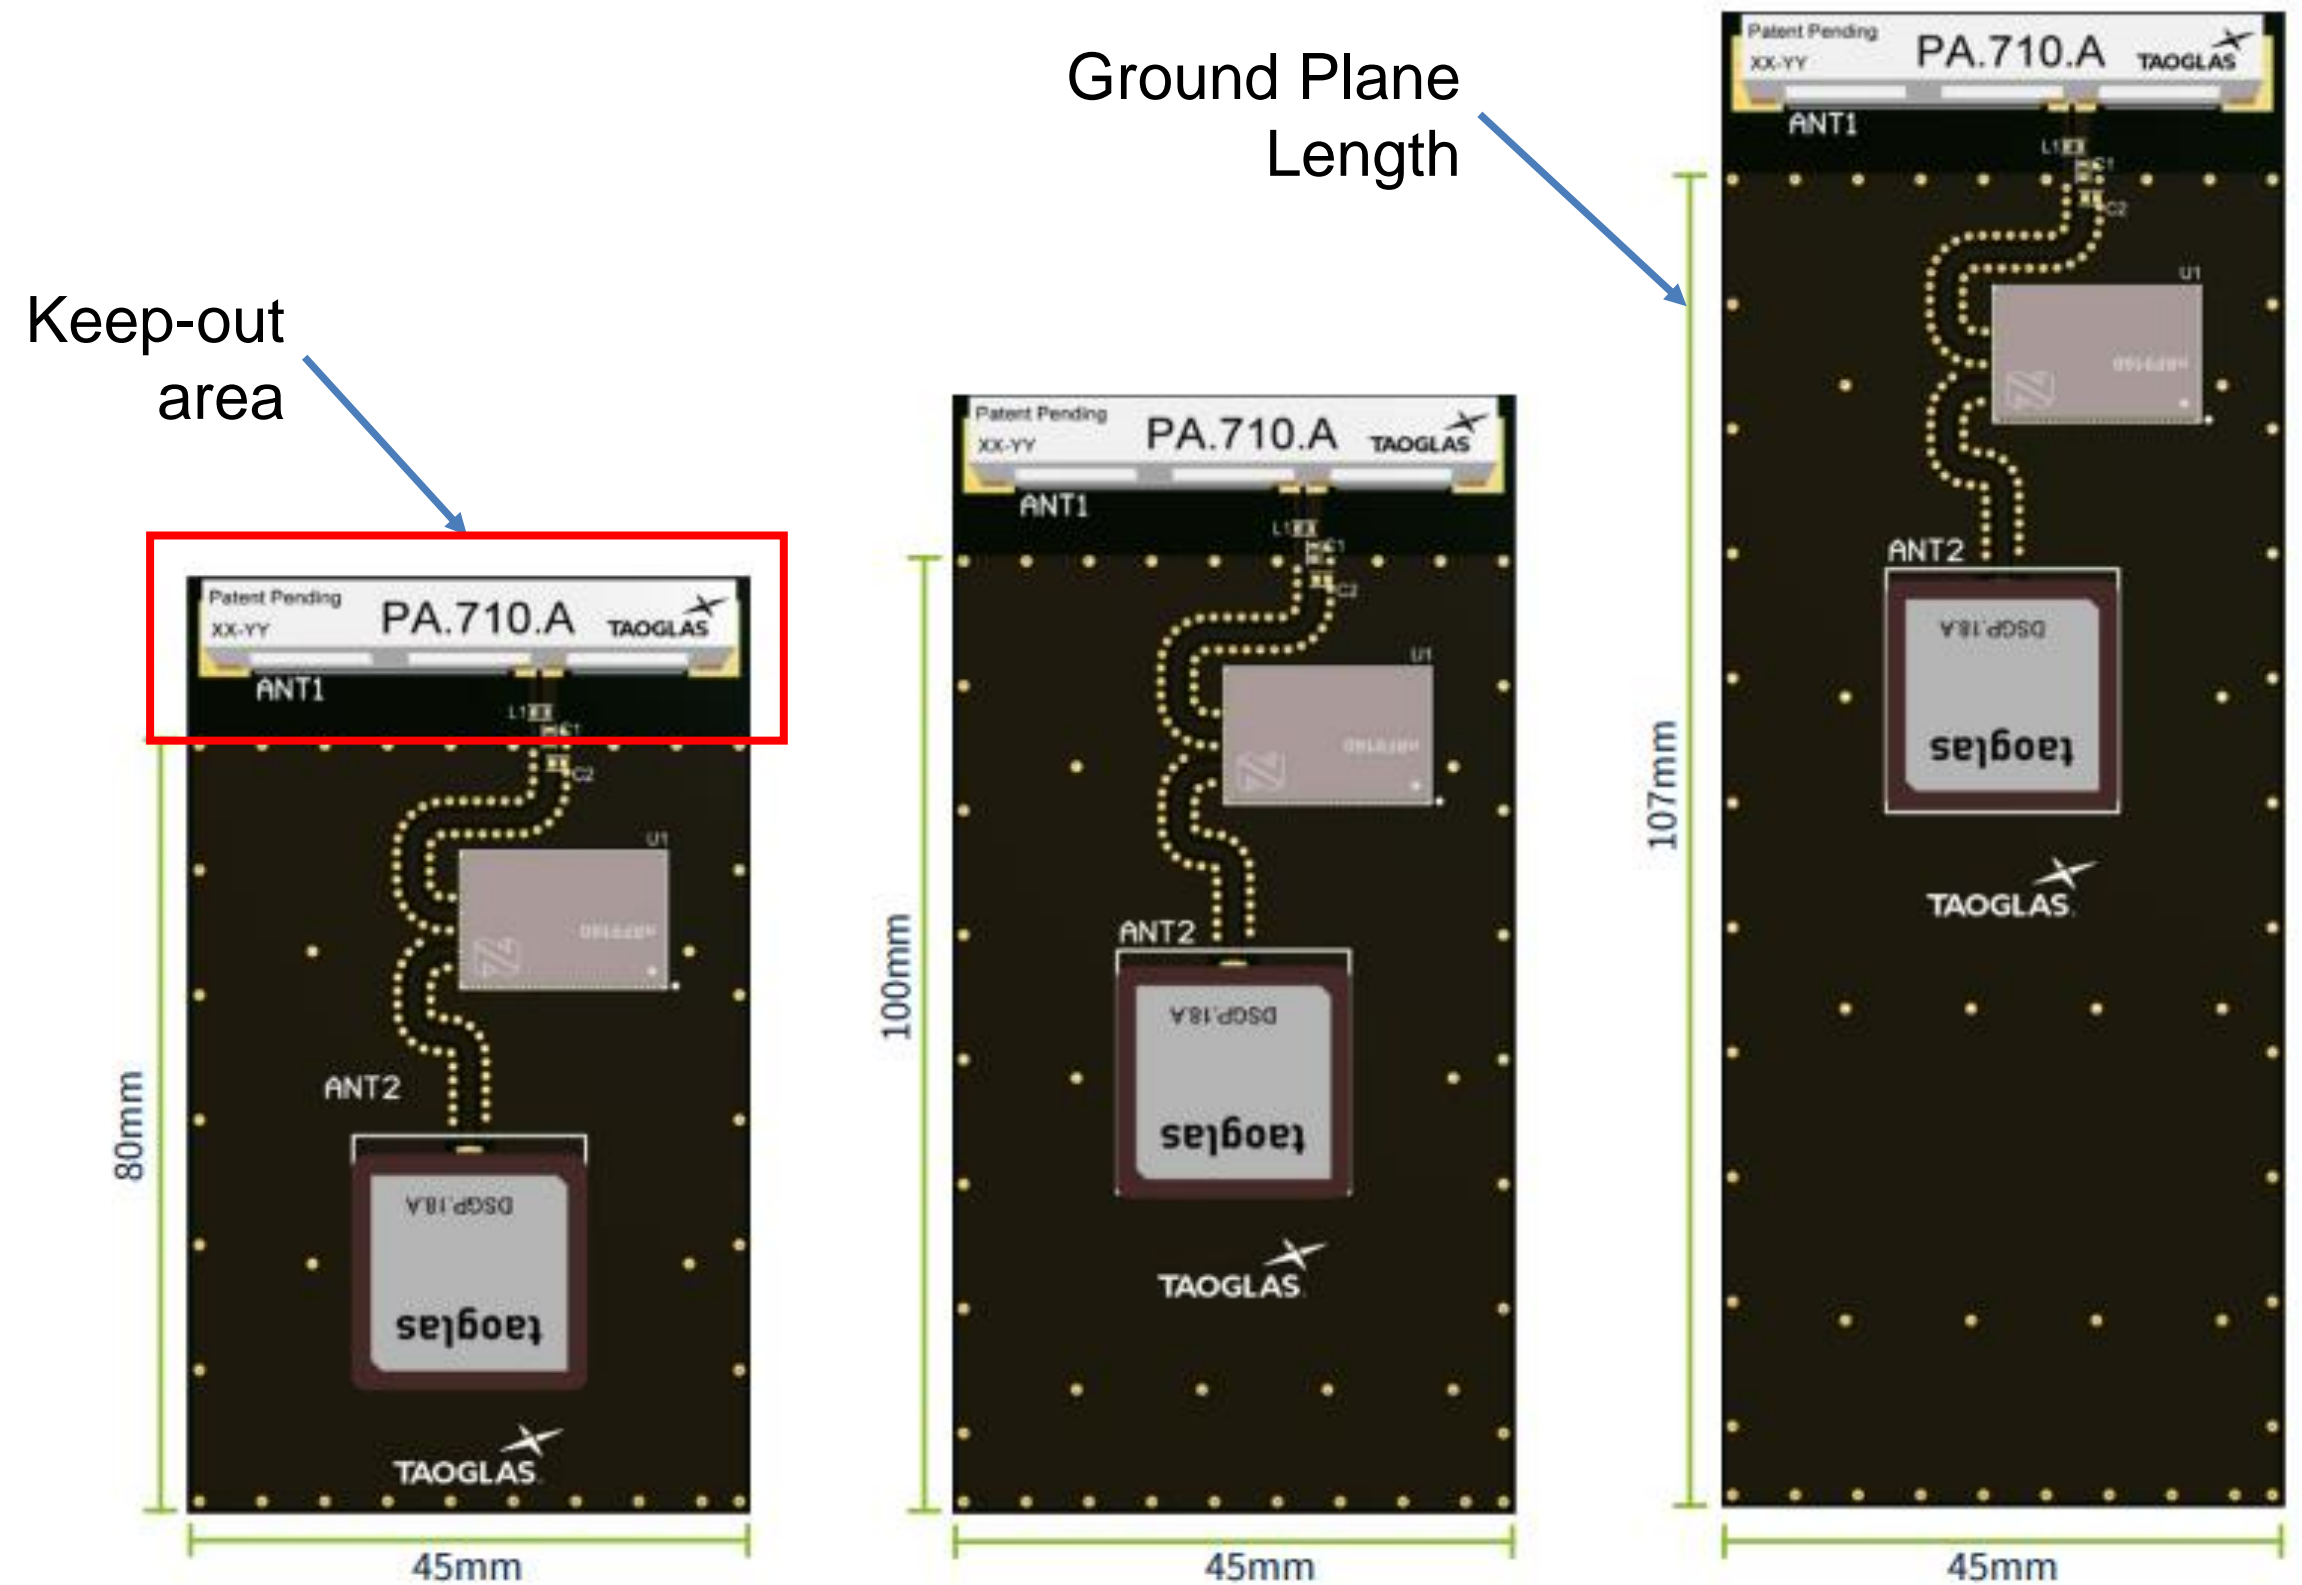 Keep-out
area
Ground Plane
Length
Patent Pending
XX-YY
PA.710.A
TAOGLAS
ANT1
L1
C1
C2
U1
nRF9160
ANT2
DSGP.18.A
taoglas
TAOGLAS
80mm
45mm
Patent Pending
XX-YY
PA.710.A
TAOGLAS
ANT1
L1
C1
C2
U1
nRF9160
ANT2
DSGP.18.A
taoglas
TAOGLAS
100mm
45mm
Patent Pending
XX-YY
PA.710.A
TAOGLAS
ANT1
L1
C1
C2
U1
nRF9160
ANT2
DSGP.18.A
taoglas
TAOGLAS
107mm
45mm